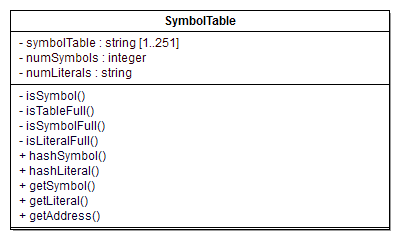 SymbolTable
- symbolTable : string [1..251]
- numSymbols : integer
- numLiterals : string
- isSymbol()
- isTableFull()
- isSymbolFull()
- isLiteralFull()
+ hashSymbol()
+ hashLiteral()
+ getSymbol()
+ getLiteral()
+ getAddress()